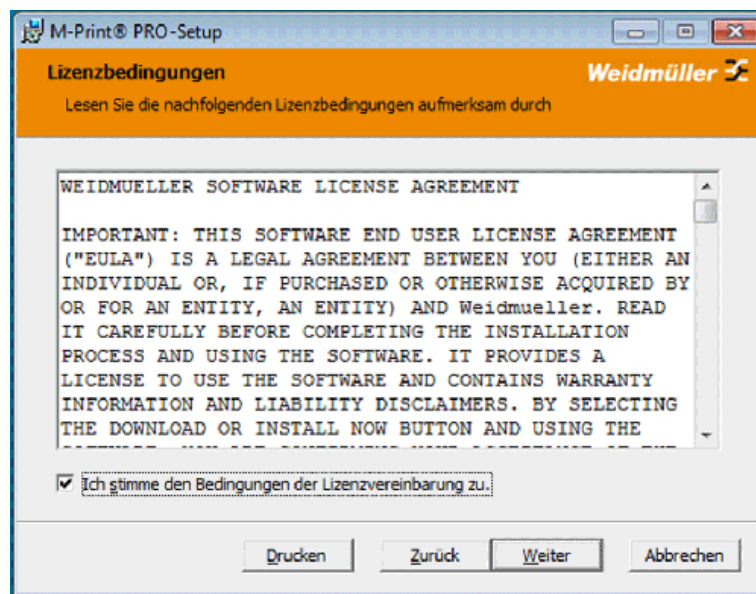 M-Print® PRO-Setup
Lizenzbedingungen
Weidmüller
Lesen Sie die nachfolgenden Lizenzbedingungen aufmerksam durch
WEIDMUELLER SOFTWARE LICENSE AGREEMENT
IMPORTANT: THIS SOFTWARE END USER LICENSE AGREEMENT
("EULA") IS A LEGAL AGREEMENT BETWEEN YOU (EITHER AN
INDIVIDUAL OR, IF PURCHASED OR OTHERWISE ACQUIRED BY
OR FOR AN ENTITY, AN ENTITY) AND Weidmueller. READ
IT CAREFULLY BEFORE COMPLETING THE INSTALLATION
PROCESS AND USING THE SOFTWARE. IT PROVIDES A
LICENSE TO USE THE SOFTWARE AND CONTAINS WARRANTY
INFORMATION AND LIABILITY DISCLAIMERS. BY SELECTING
THE DOWNLOAD OR INSTALL NOW BUTTON AND USING THE
Ich stimme den Bedingungen der Lizenzvereinbarung zu.
Drucken
Zurück
Weiter
Abbrechen